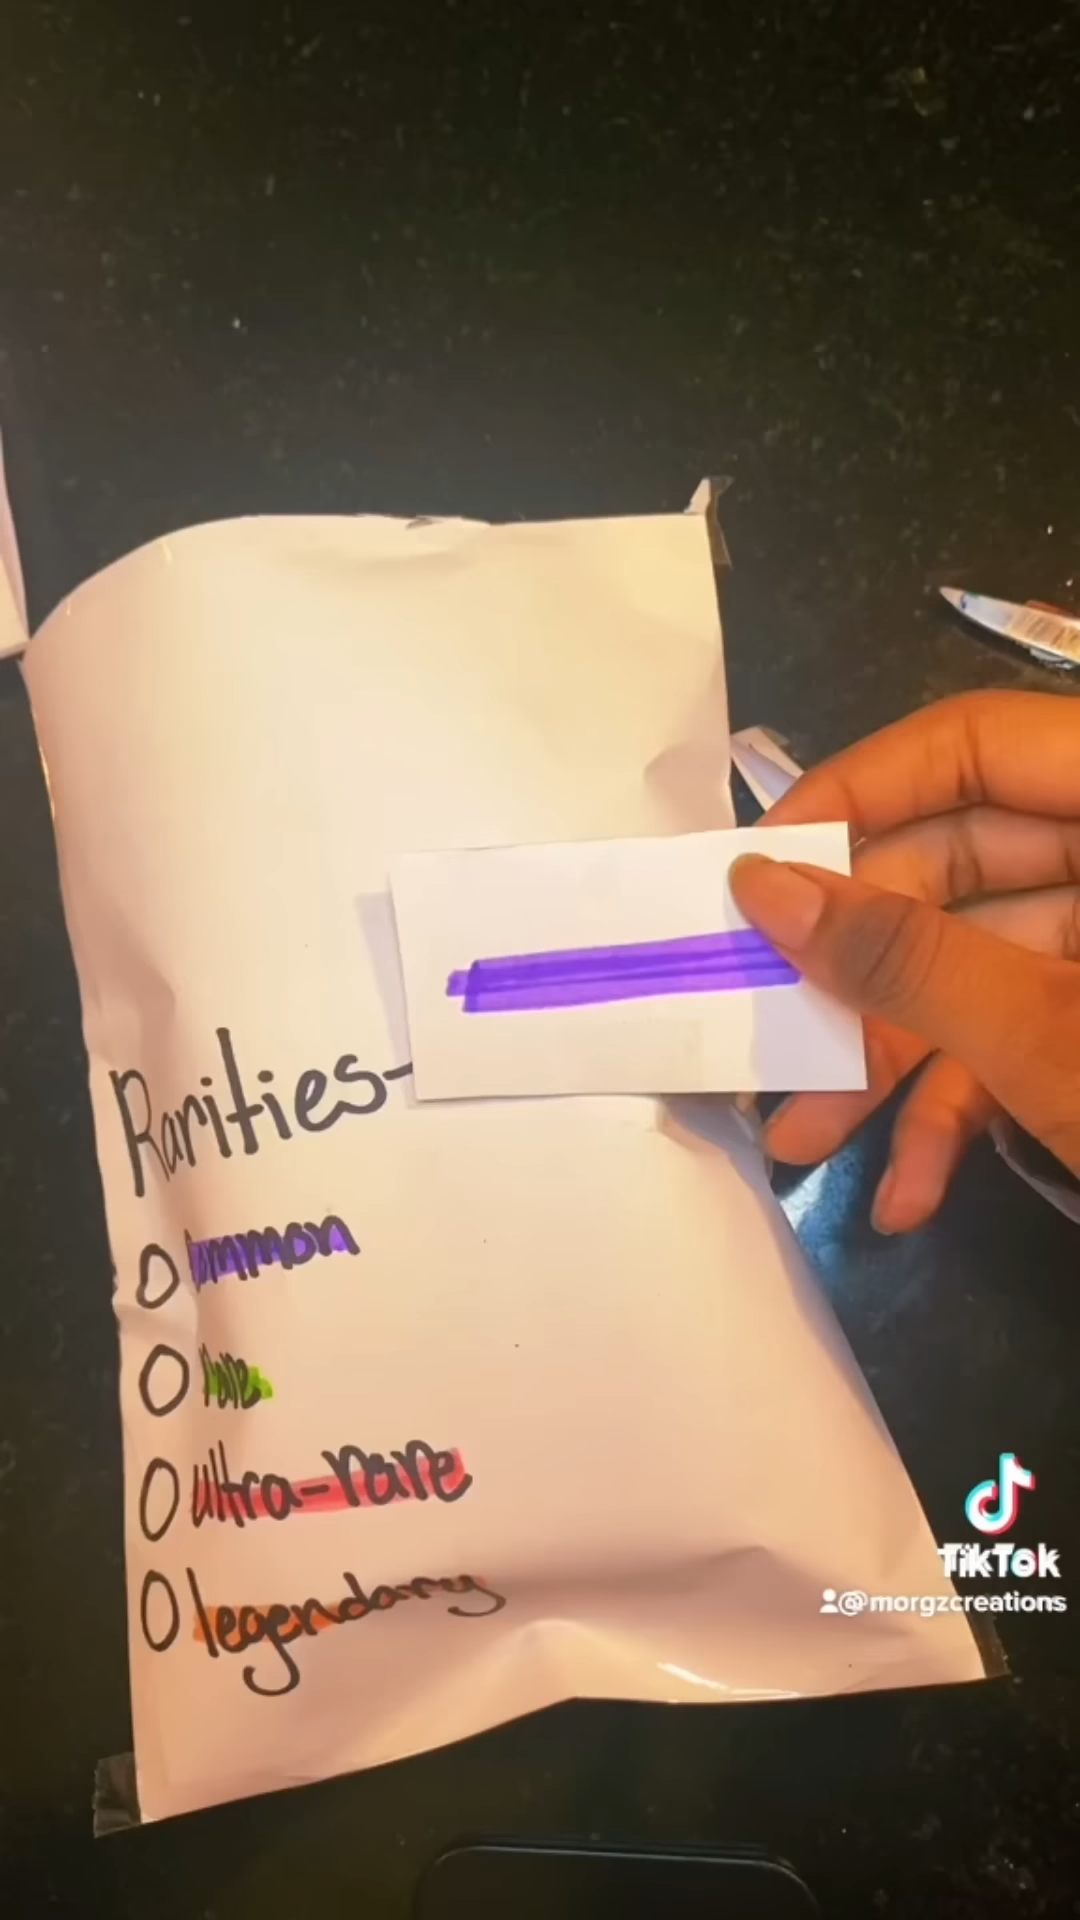 Rarities-
O common
O rare
O ultra-rare
O legendary
TikTok
@morgzcreations